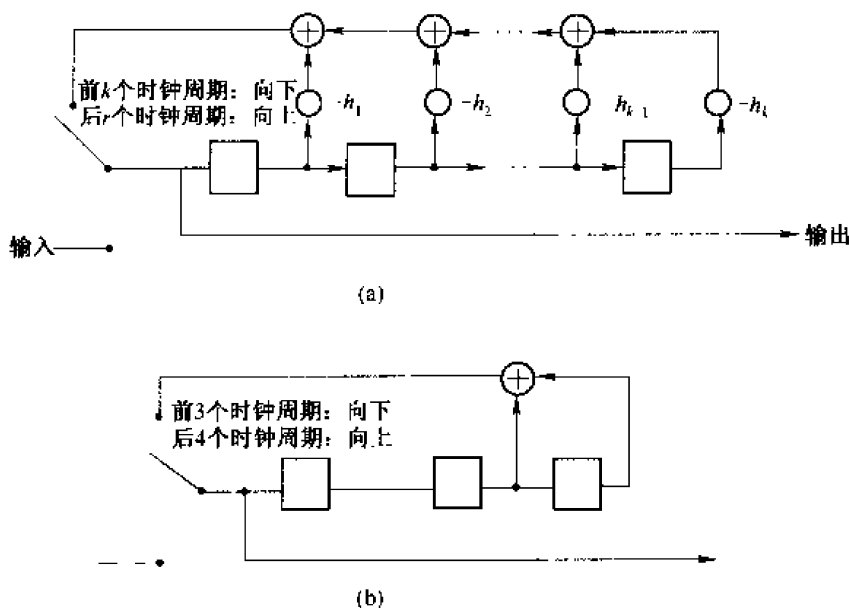 前k个时钟周期：向下
后r个时钟周期：向上
-h₁
-h₂
h_{k-1}
-h_k
输入
输出
(a)
前3个时钟周期：向下
后4个时钟周期：向上
(b)